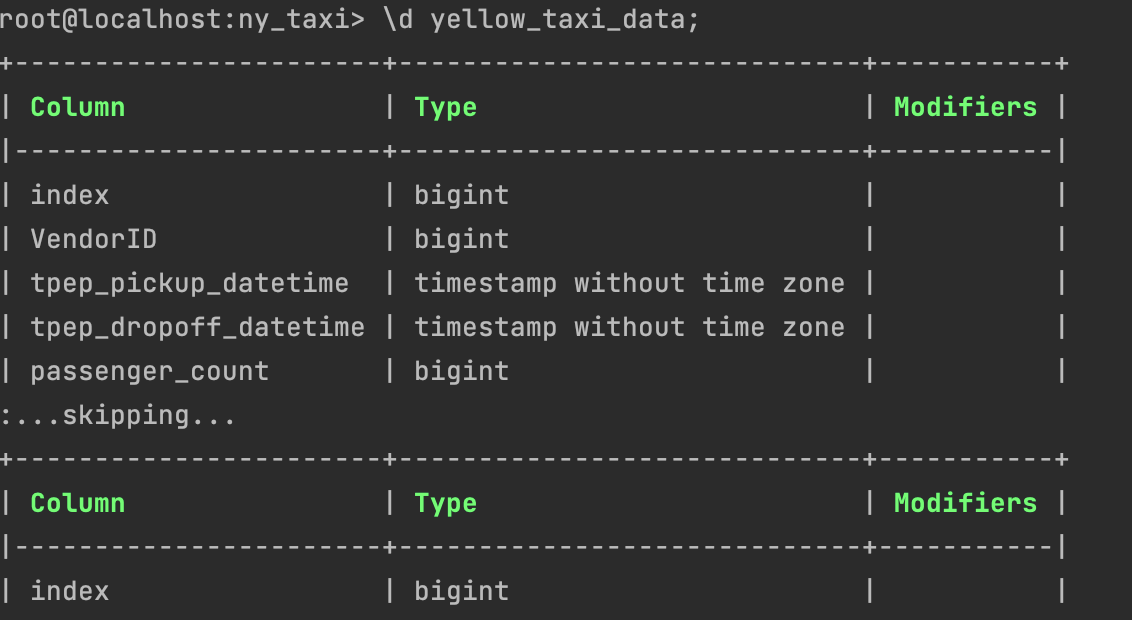 root@localhost:ny_taxi> \d yellow_taxi_data;
+-----------------------+-----------------------------+-----------+
| Column                | Type                        | Modifiers |
|-----------------------+-----------------------------+-----------|
| index                 | bigint                      |           |
| VendorID              | bigint                      |           |
| tpep_pickup_datetime  | timestamp without time zone |           |
| tpep_dropoff_datetime | timestamp without time zone |           |
| passenger_count       | bigint                      |           |
:...skipping...
+-----------------------+-----------------------------+-----------+
| Column                | Type                        | Modifiers |
|-----------------------+-----------------------------+-----------|
| index                 | bigint                      |           |